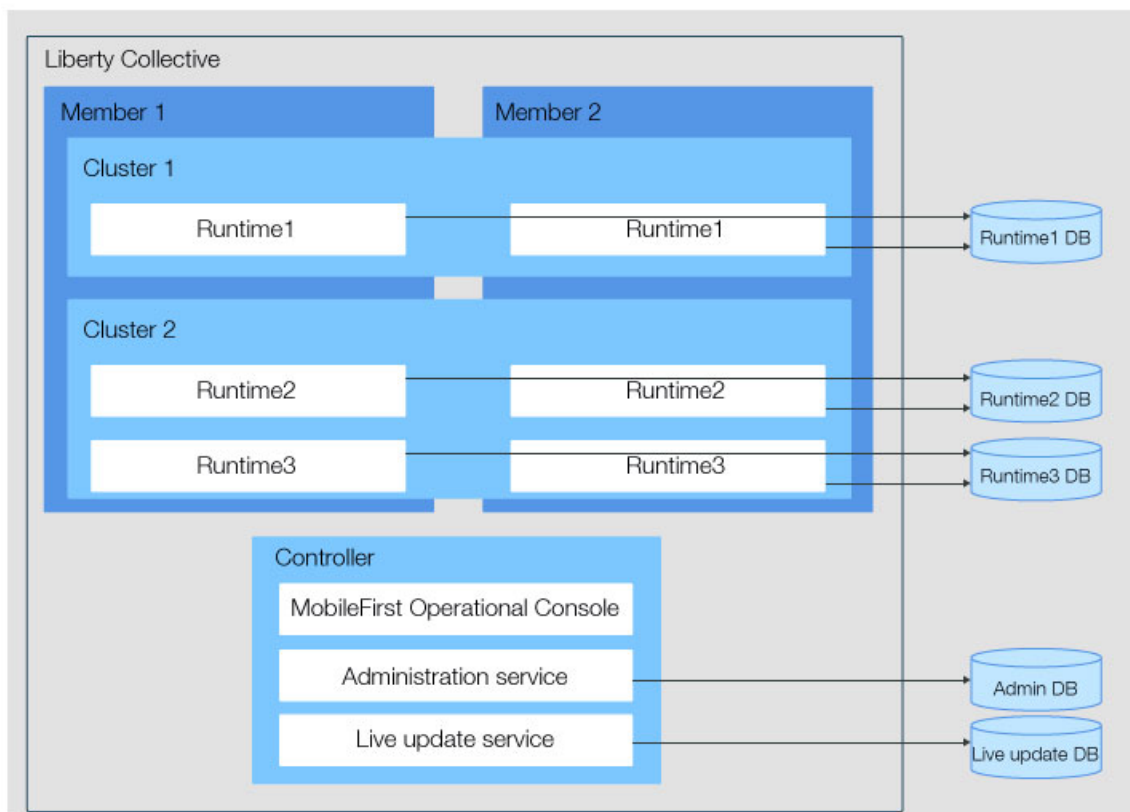 Liberty Collective
Member 1
Member 2
Cluster 1
Runtime1
Runtime1
Runtime1 DB
Cluster 2
Runtime2
Runtime2
Runtime2 DB
Runtime3
Runtime3
Runtime3 DB
Controller
MobileFirst Operational Console
Administration service
Admin DB
Live update service
Live update DB